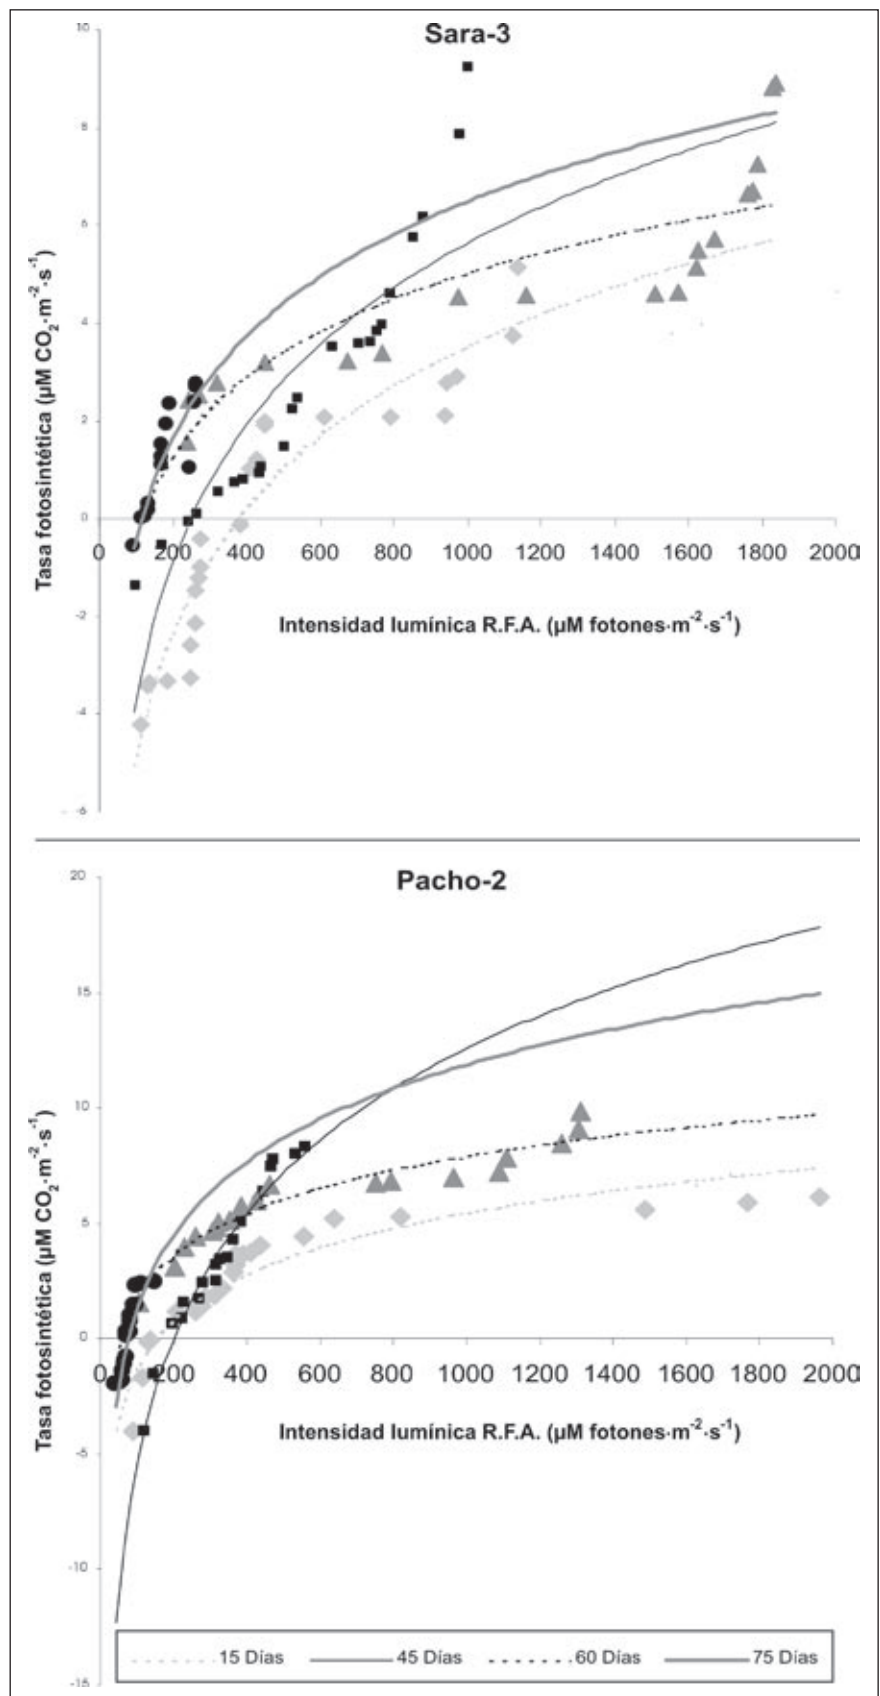 Sara-3
10
8
6
4
2
0
-2
-4
-6
0 200 400 600 800 1000 1200 1400 1600 1800 2000
Tasa fotosintética (µM CO₂·m⁻²·s⁻¹)
Intensidad lumínica R.F.A. (µM fotones·m⁻²·s⁻¹)
Pacho-2
20
15
10
5
0
-5
-10
-15
0 200 400 600 800 1000 1200 1400 1600 1800 2000
Tasa fotosintética (µM CO₂·m⁻²·s⁻¹)
Intensidad lumínica R.F.A. (µM fotones·m⁻²·s⁻¹)
15 Días 45 Días 60 Días 75 Días